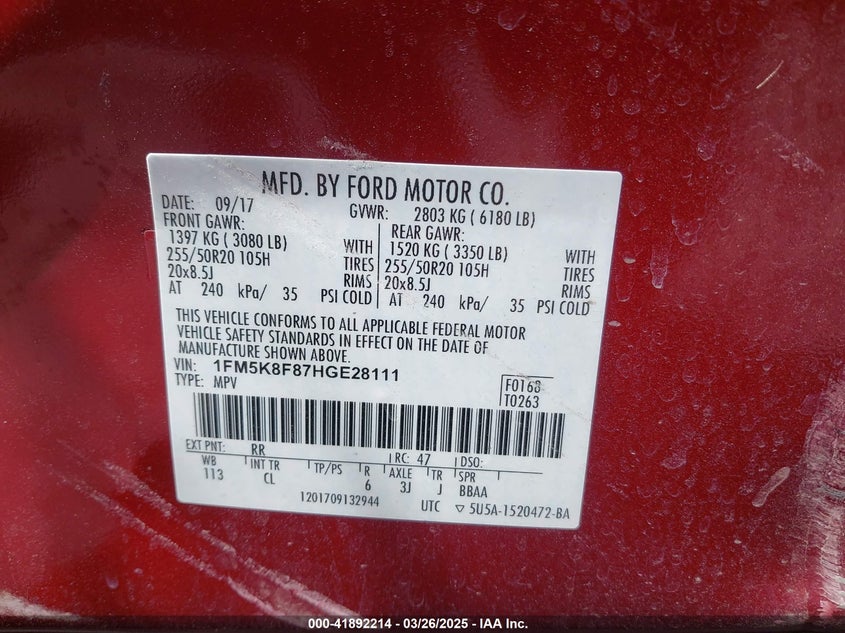 MFD. BY FORD MOTOR CO.
DATE: 09/17 GVWR: 2803 KG ( 6180 LB)
FRONT GAWR: REAR GAWR:
1397 KG ( 3080 LB) WITH 1520 KG ( 3350 LB) WITH
255/50R20 105H TIRES 255/50R20 105H TIRES
20x8.5J RIMS 20x8.5J RIMS
AT 240 kPa/ 35 PSI COLD AT 240 kPa/ 35 PSI COLD
THIS VEHICLE CONFORMS TO ALL APPLICABLE FEDERAL MOTOR
VEHICLE SAFETY STANDARDS IN EFFECT ON THE DATE OF
MANUFACTURE SHOWN ABOVE.
VIN: 1FM5K8F87HGE28111
TYPE: MPV
F0168
T0263
EXT PNT: RR RC: 47 DSO:
WB INT TR TP/PS R AXLE TR SPR
113 CL 6 3J J BBAA
1201709132944 UTC ▽ 5U5A-1520472-BA
000-41892214 - 03/26/2025 - IAA Inc.